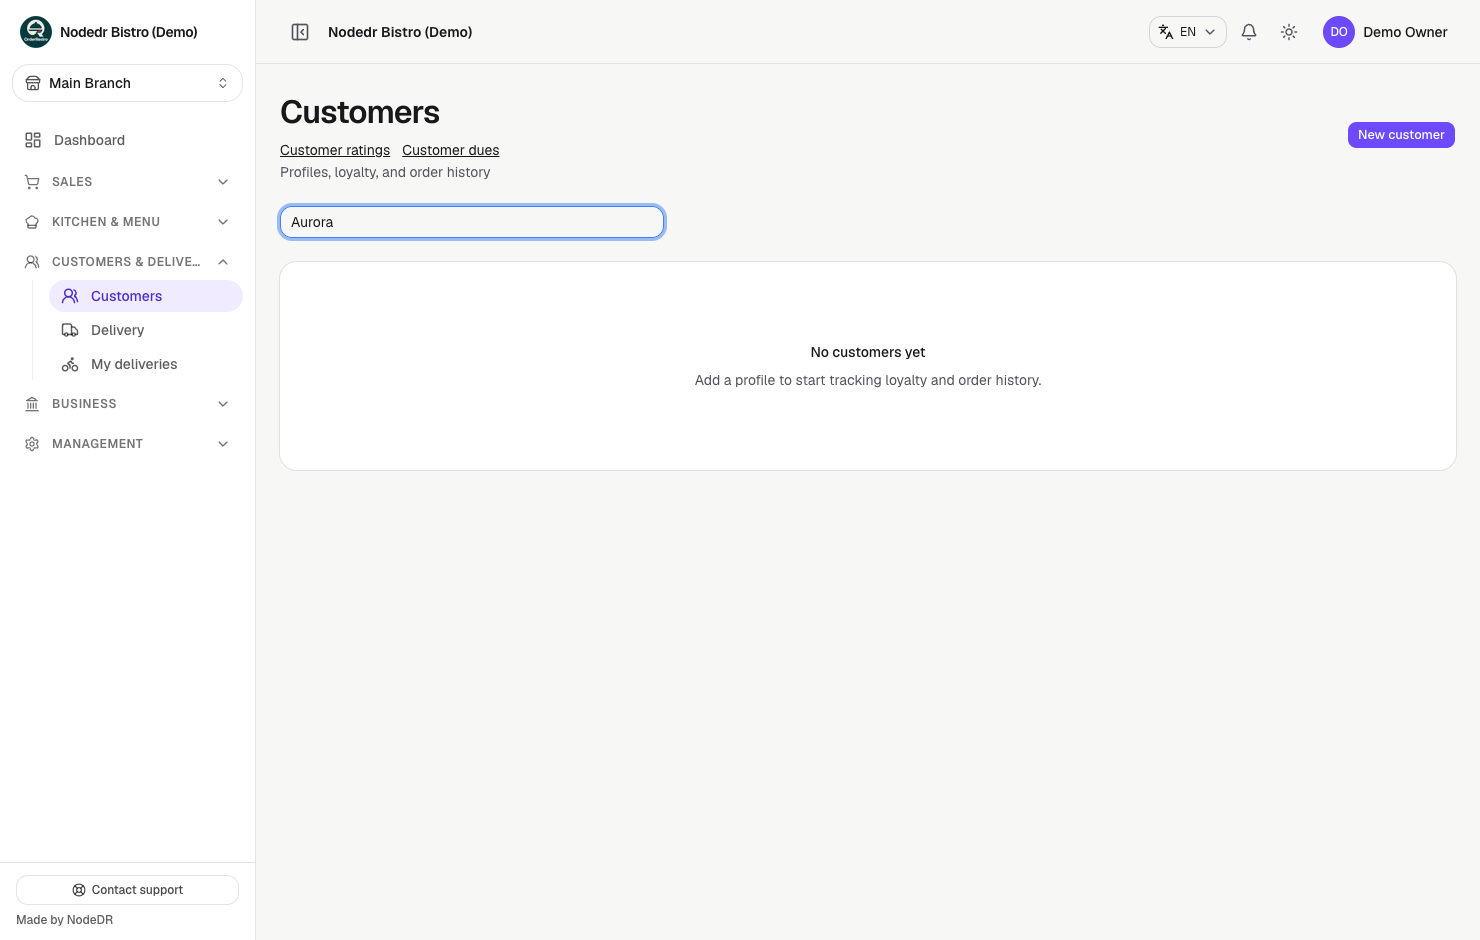 Nodedr Bistro (Demo)
Main Branch
Dashboard
SALES
KITCHEN & MENU
CUSTOMERS & DELIVE...
Customers
Delivery
My deliveries
BUSINESS
MANAGEMENT
Contact support
Made by NodeDR
Nodedr Bistro (Demo)
EN
DO
Demo Owner
Customers
Customer ratings Customer dues
Profiles, loyalty, and order history
New customer
Aurora
No customers yet
Add a profile to start tracking loyalty and order history.